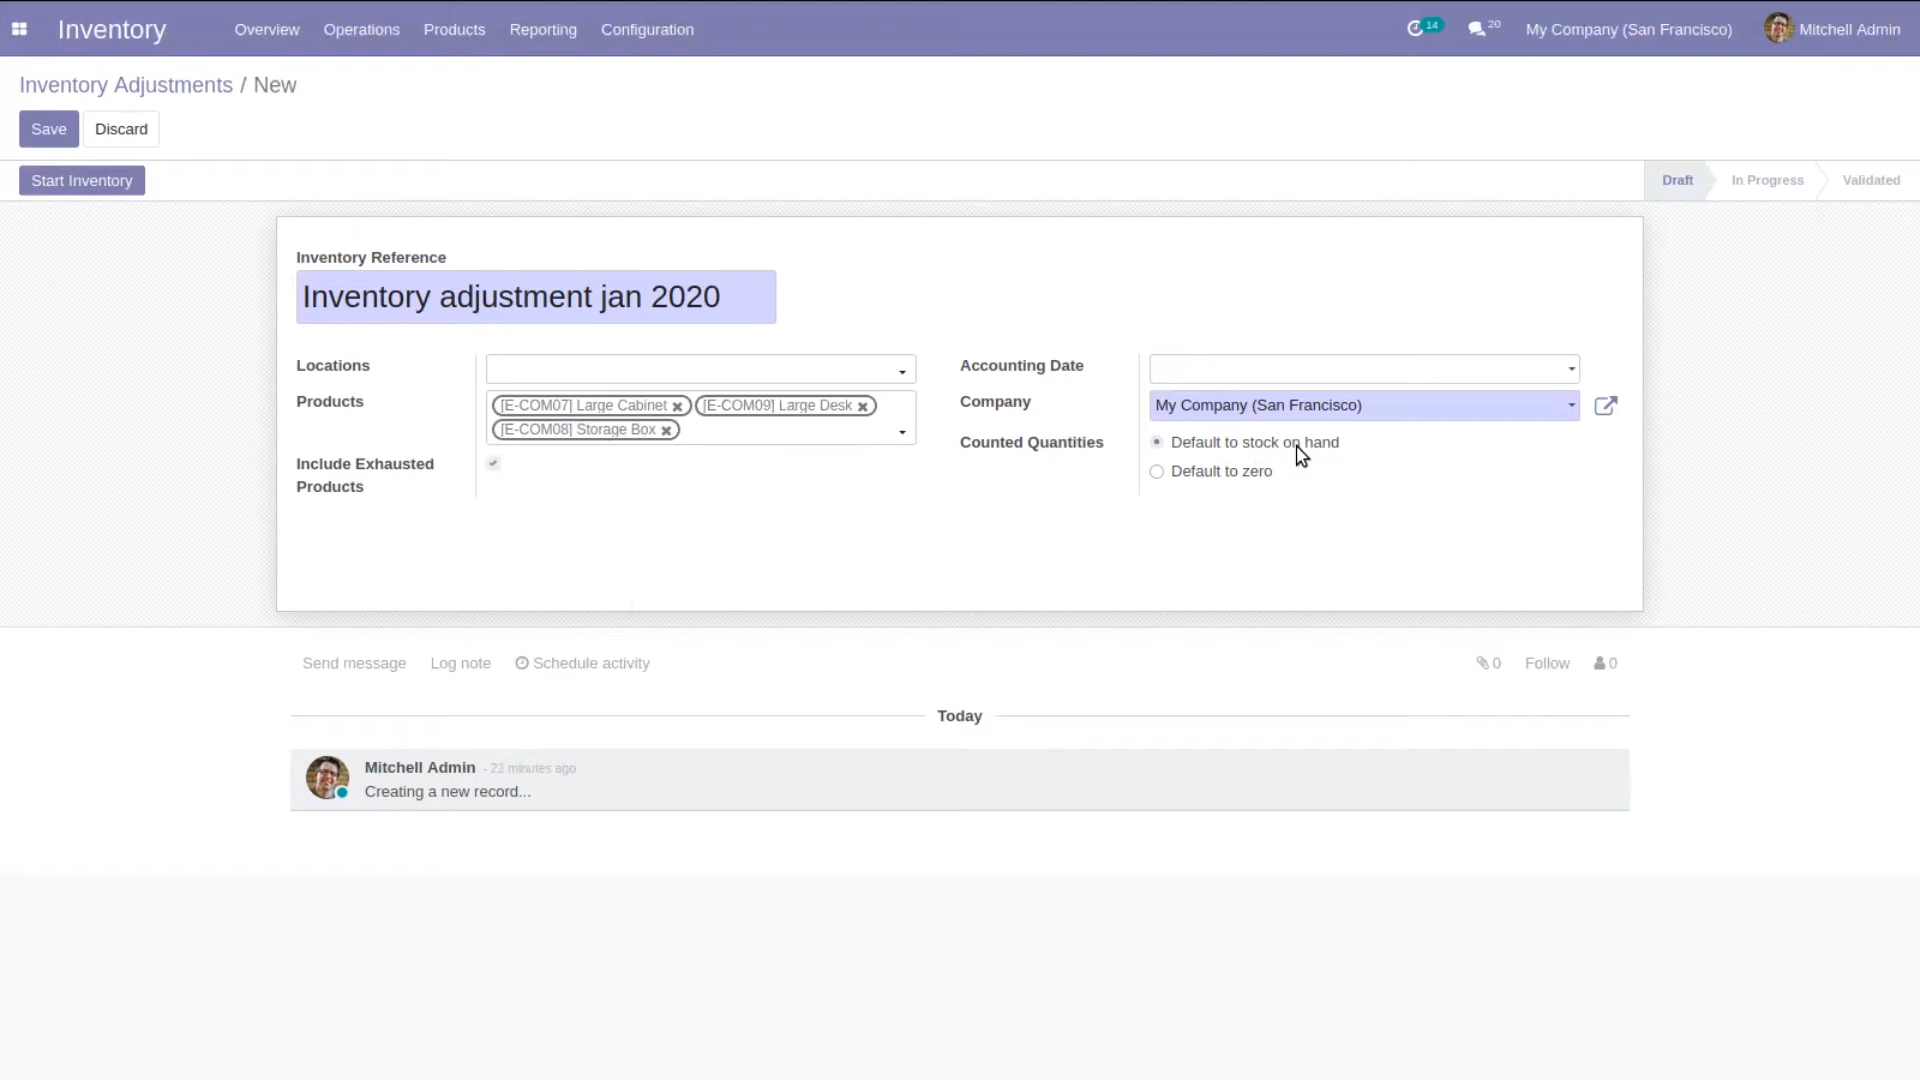 Inventory Overview Operations Products Reporting Configuration 14 20 My Company (San Francisco) Mitchell Admin
Inventory Adjustments / New
Save Discard
Start Inventory Draft In Progress Validated
Inventory Reference
Inventory adjustment jan 2020
Locations Accounting Date
Products [E-COM07] Large Cabinet [E-COM09] Large Desk Company My Company (San Francisco)
[E-COM08] Storage Box
Counted Quantities Default to stock on hand
Include Exhausted Default to zero
Products
Send message Log note Schedule activity 0 Follow 0
Today
Mitchell Admin - minutes ago
Creating a new record...